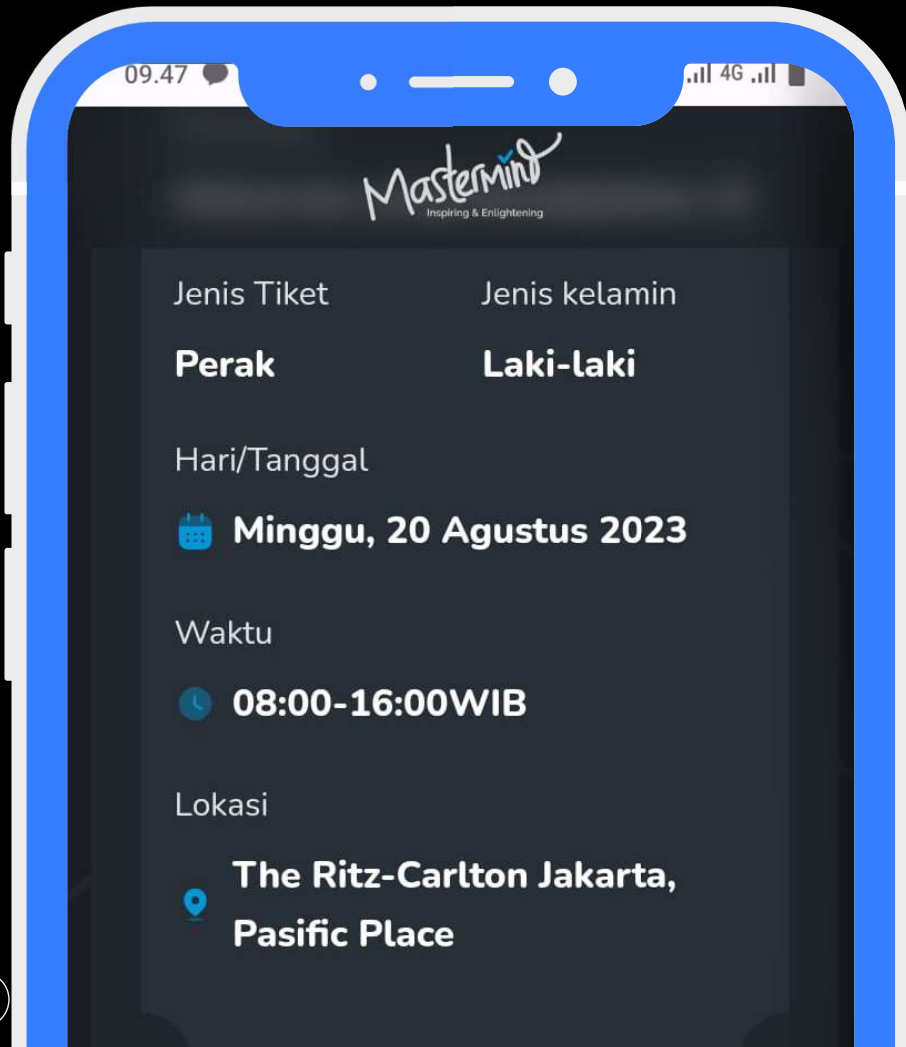 09.47
4G
Mastermind
Inspiring & Enlightening
Jenis Tiket
Jenis kelamin
Perak
Laki-laki
Hari/Tanggal
Minggu, 20 Agustus 2023
Waktu
08:00-16:00WIB
Lokasi
The Ritz-Carlton Jakarta,
Pasific Place